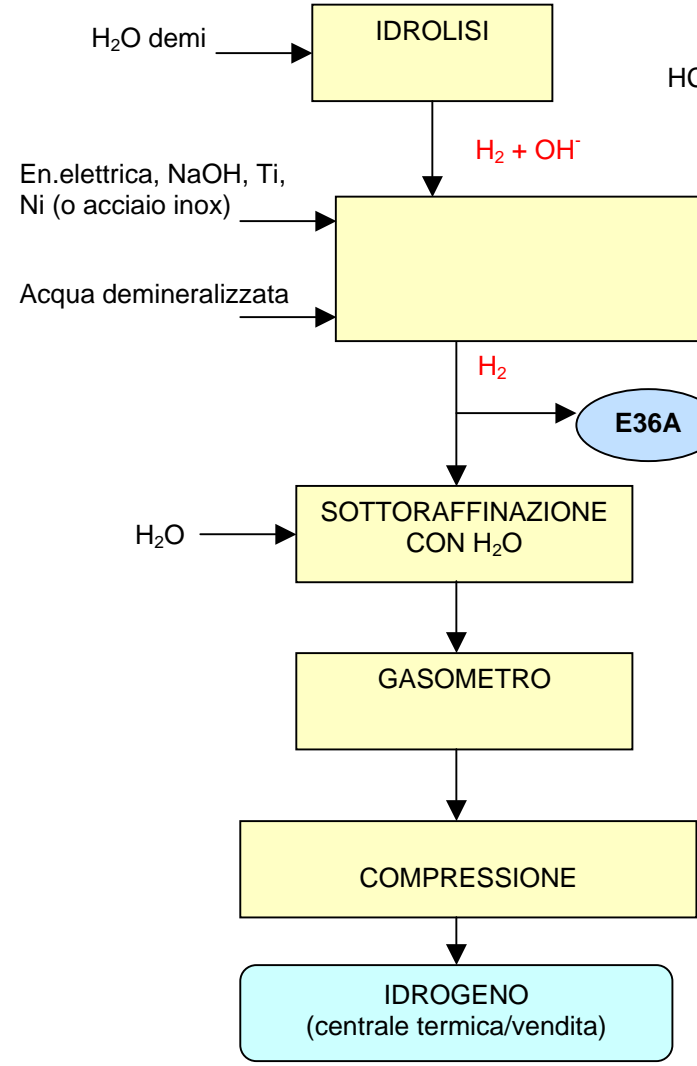 IDROLISI
H₂O demi
HC
H₂ + OH⁻
En.elettrica, NaOH, Ti,
Ni (o acciaio inox)
Acqua demineralizzata
H₂
E36A
SOTTORAFFINAZIONE
CON H₂O
H₂O
GASOMETRO
COMPRESSIONE
IDROGENO
(centrale termica/vendita)